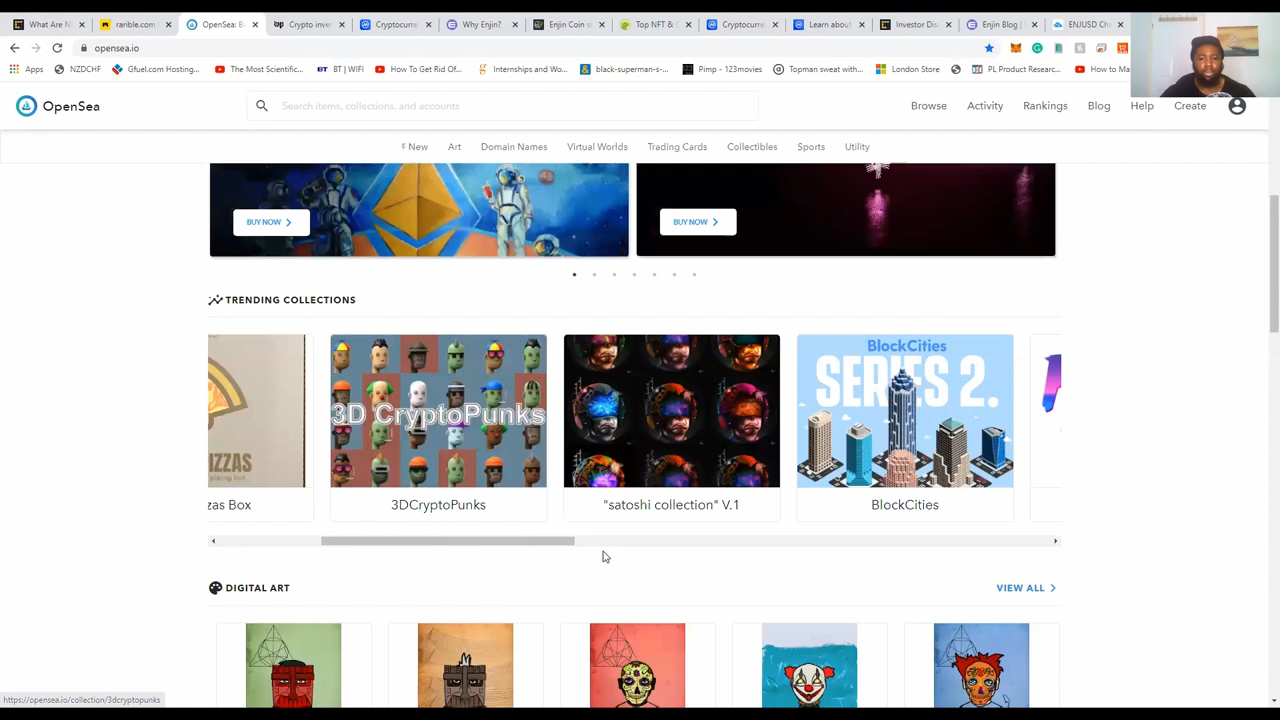 What Are N
rarible.com
OpenSea: B
Crypto inve
Cryptocurre
Why Enjin?
Enjin Coin
Top NFT & C
Cryptocurre
Learn about
Investor Dis
Enjin Blog |
ENJUSD Ch
opensea.io
Apps
NZDCHF
Gfuel.com Hosting...
The Most Scientific...
BT | WIFI
How To Get Rid Of...
Internships and Wo...
black-superman-s-...
Pimp - 123movies
Topman sweat with...
London Store
PL Product Researc...
How to Ma
OpenSea
Search items, collections, and accounts
Browse
Activity
Rankings
Blog
Help
Create
New
Art
Domain Names
Virtual Worlds
Trading Cards
Collectibles
Sports
Utility
BUY NOW
BUY NOW
TRENDING COLLECTIONS
IZZAS
zas Box
3D CryptoPunks
3DCryptoPunks
"satoshi collection" V.1
BlockCities
SERIES 2.
BlockCities
DIGITAL ART
VIEW ALL
https://opensea.io/collection/3dcryptopunks